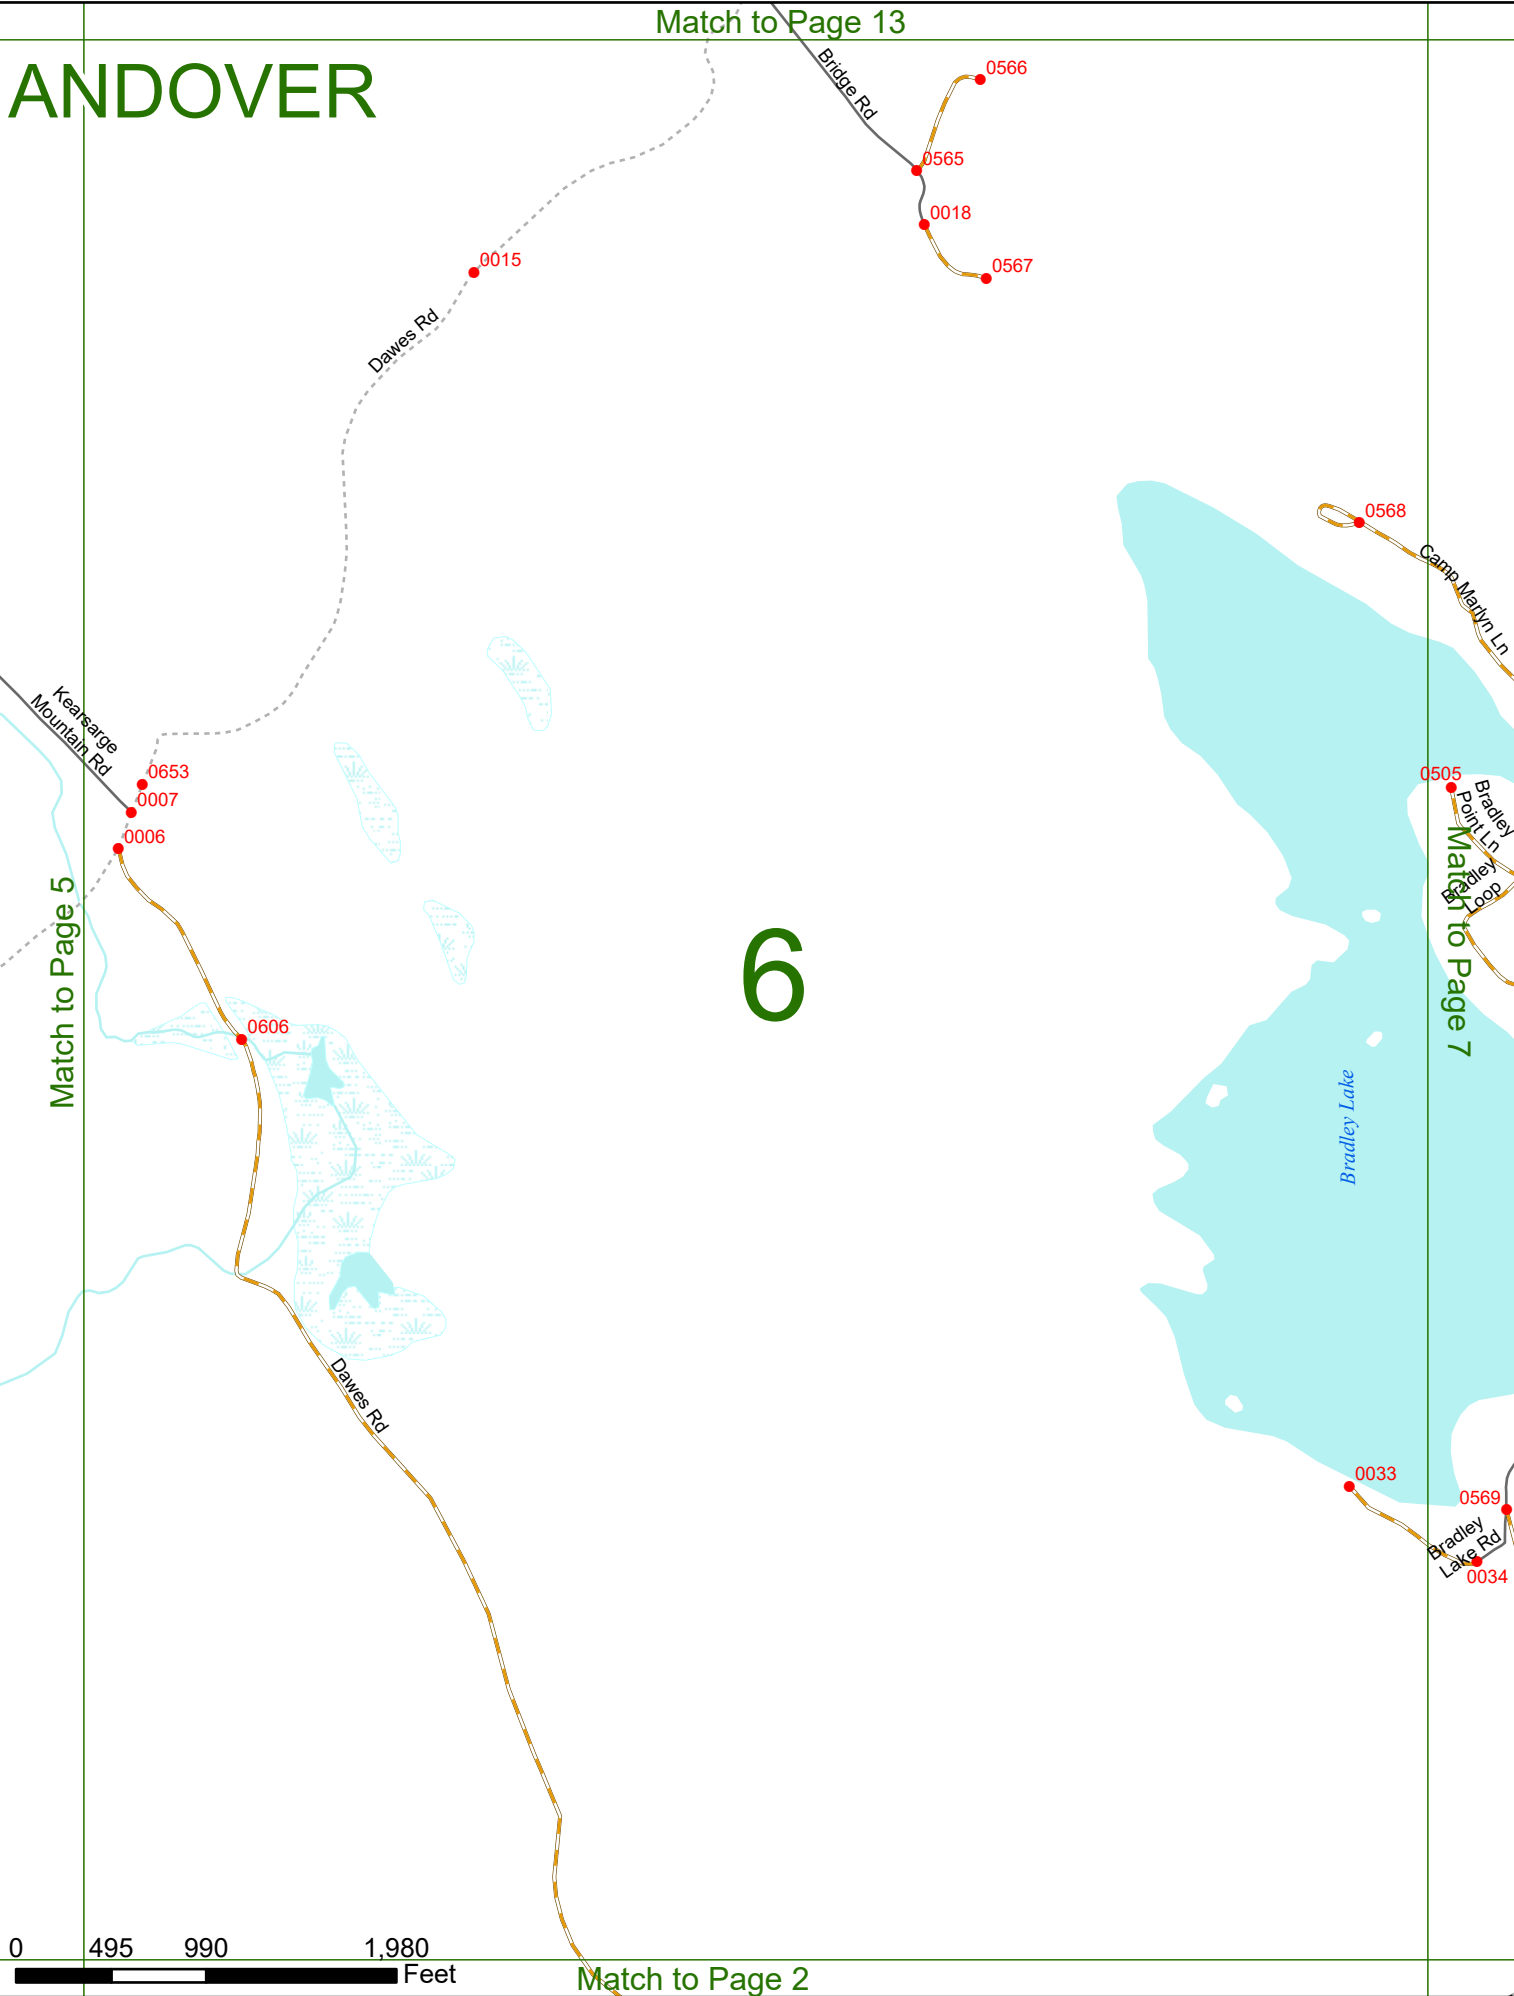 Match to Page 13
ANDOVER
Bridge Rd
0566
0565
0018
0567
0015
Dawes Rd
0568
Camp Marlyn Ln
Kearsarge
Mountain Rd
0653
0007
0006
0505
Bradley
Point Ln
Bradley
Loop
Match to Page 5
6
Match to Page 7
0606
Bradley Lake
Dawes Rd
0033
0569
Bradley
Lake Rd
0034
0 495 990 1,980
Feet
Match to Page 2